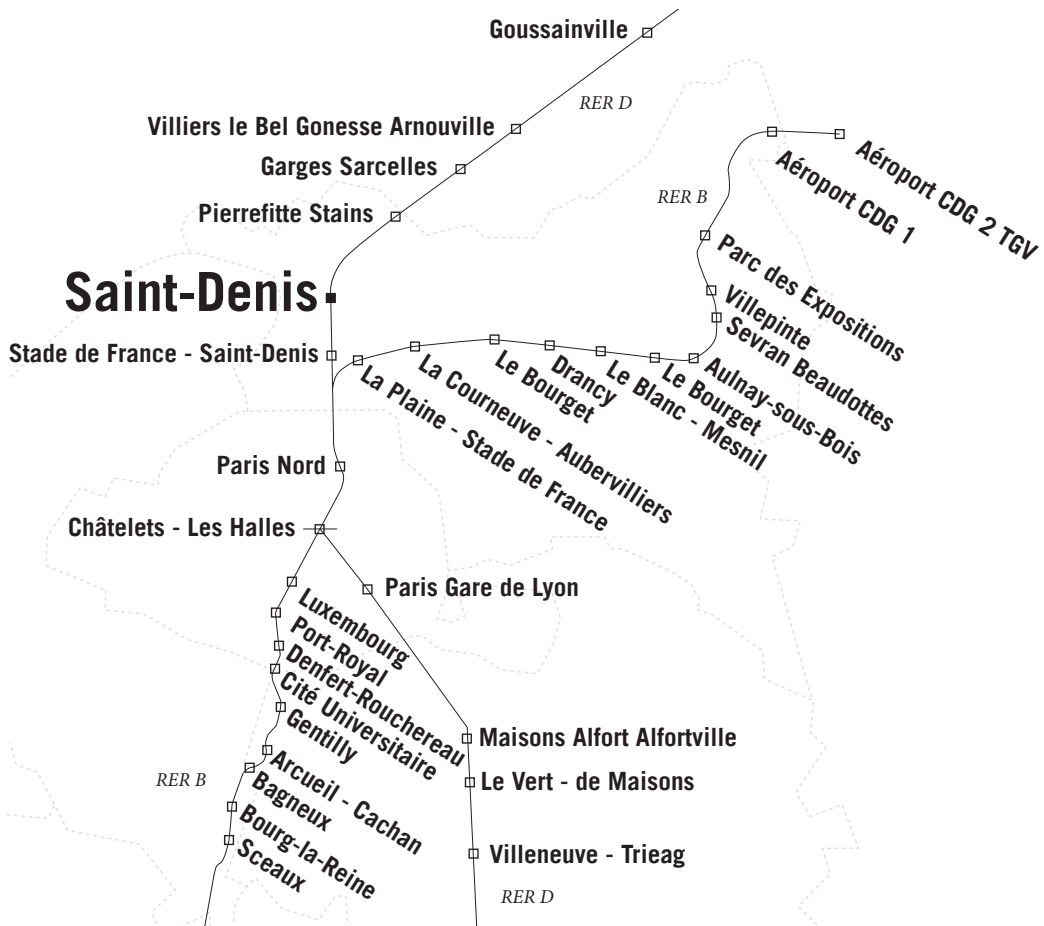 Goussainville
RER D
Villiers le Bel Gonesse Arnouville
Garges Sarcelles
Pierrefitte Stains
Saint-Denis
Stade de France - Saint-Denis
RER B
Aéroport CDG 2 TGV
Aéroport CDG 1
Parc des Expositions
Villepinte
Sevran Beaudottes
Aulnay-sous-Bois
Le Bourget
Le Blanc - Mesnil
Drancy
Le Bourget
La Courneuve - Aubervilliers
La Plaine - Stade de France
Paris Nord
Châtelets - Les Halles
Paris Gare de Lyon
Luxembourg
Port-Royal
Denfert-Rouchereau
Cité Universitaire
Gentilly
Arcueil - Cachan
Bagneux
Bourg-la-Reine
Sceaux
RER B
Maisons Alfort Alfortville
Le Vert - de Maisons
Villeneuve - Trieag
RER D